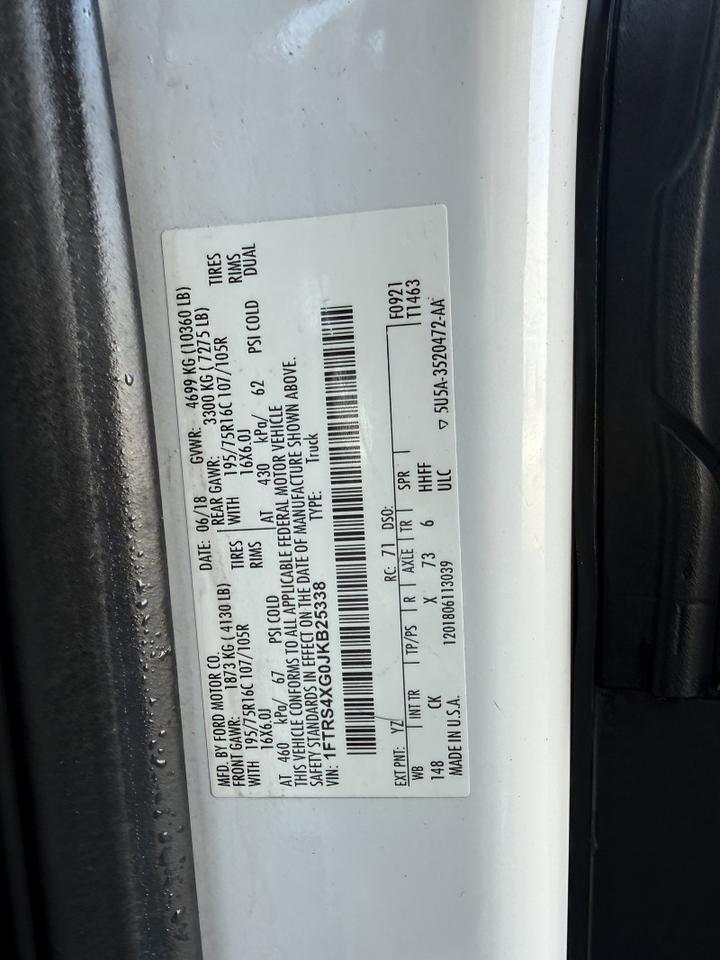 MFD. BY FORD MOTOR CO. DATE: 06/18 GVWR: 4699 KG (10360 LB)
FRONT GAWR: 1873 KG ( 4130 LB) REAR GAWR: 3300 KG ( 7275 LB)
WITH 195/75R16C 107/105R TIRES WITH 195/75R16C 107/105R TIRES
16X6.0J RIMS 16X6.0J RIMS
AT 460 kPa/ 67 PSI COLD AT 430 kPa/ 62 PSI COLD DUAL
THIS VEHICLE CONFORMS TO ALL APPLICABLE FEDERAL MOTOR VEHICLE
SAFETY STANDARDS IN EFFECT ON THE DATE OF MANUFACTURE SHOWN ABOVE.
VIN: 1FTRS4XG0JKB25338 TYPE: Truck
EXT PNT: YZ RC: 71 DSO: F0921
WB INT TR TP/PS R AXLE TR SPR T1463
148 CK X 73 6 HHFF
MADE IN U.S.A. 1201806113039 ULC ▽ 5U5A-3520472-AA